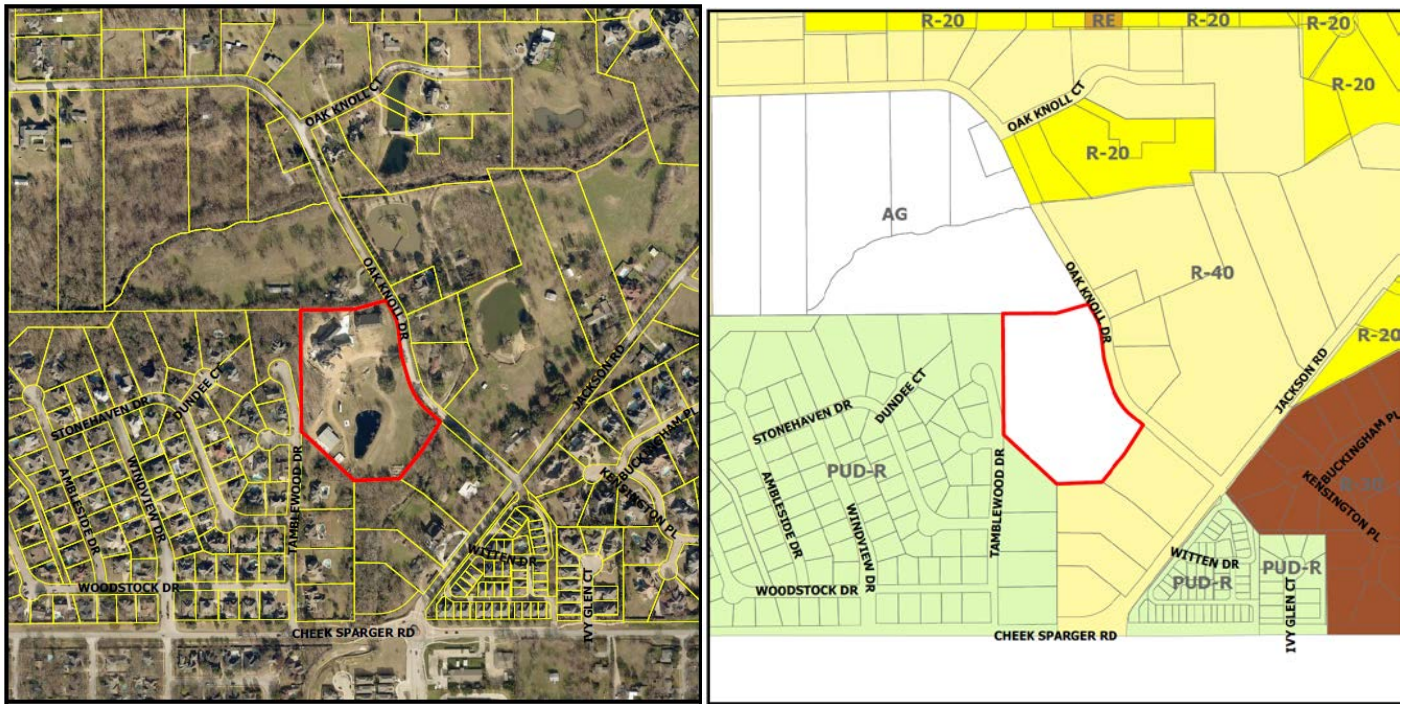 OAK KNOLL CT
OAK KNOLL DR
JACKSON RD
STONEHAVEN DR
DUNDEE CT
AMBLESIDE DR
WINDVIEW DR
TAMBLEWOOD DR
BUCKINGHAM PL
KENSINGTON PL
WITTEN DR
WOODSTOCK DR
IVY GLEN CT
CHEEK SPARGER RD
R-20
RE
R-20
R-20
R-20
OAK KNOLL CT
R-20
AG
OAK KNOLL DR
R-40
R-20
JACKSON RD
STONEHAVEN DR
DUNDEE CT
PUD-R
AMBLESIDE DR
WINDVIEW DR
TAMBLEWOOD DR
BUCKINGHAM PL
KENSINGTON PL
WITTEN DR
PUD-R
PUD-R
WOODSTOCK DR
IVY GLEN CT
CHEEK SPARGER RD